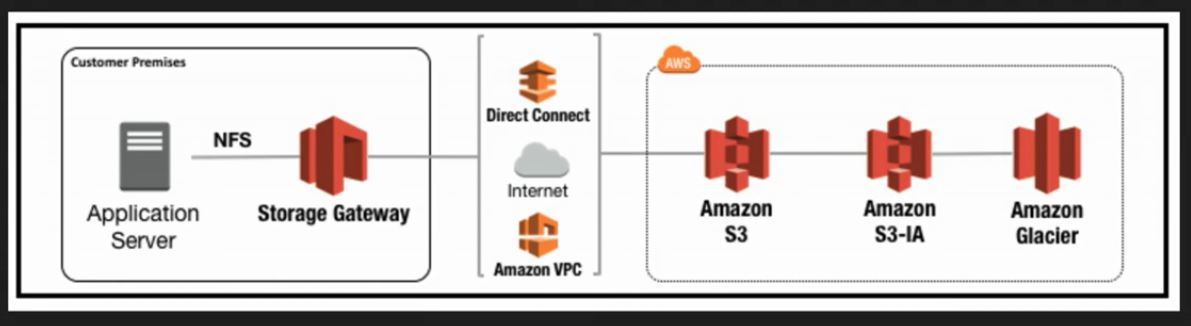 Customer Premises
NFS
Application
Server
Storage Gateway
Direct Connect
Internet
Amazon VPC
AWS
Amazon
S3
Amazon
S3-IA
Amazon
Glacier